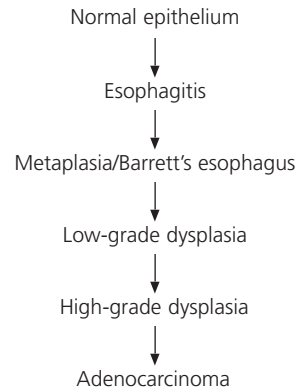 Normal epithelium
Esophagitis
Metaplasia/Barrett's esophagus
Low-grade dysplasia
High-grade dysplasia
Adenocarcinoma